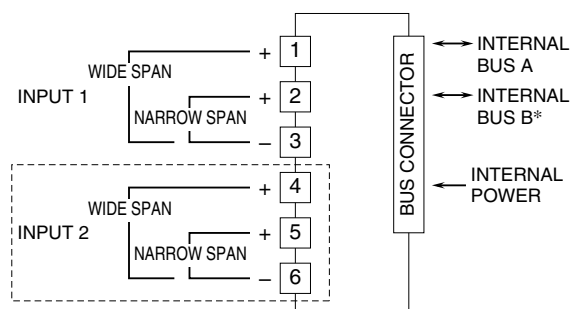 + 1
WIDE SPAN
INPUT 1
+ 2
NARROW SPAN
− 3
+ 4
WIDE SPAN
INPUT 2
+ 5
NARROW SPAN
− 6
BUS CONNECTOR
INTERNAL
BUS A
INTERNAL
BUS B*
INTERNAL
POWER